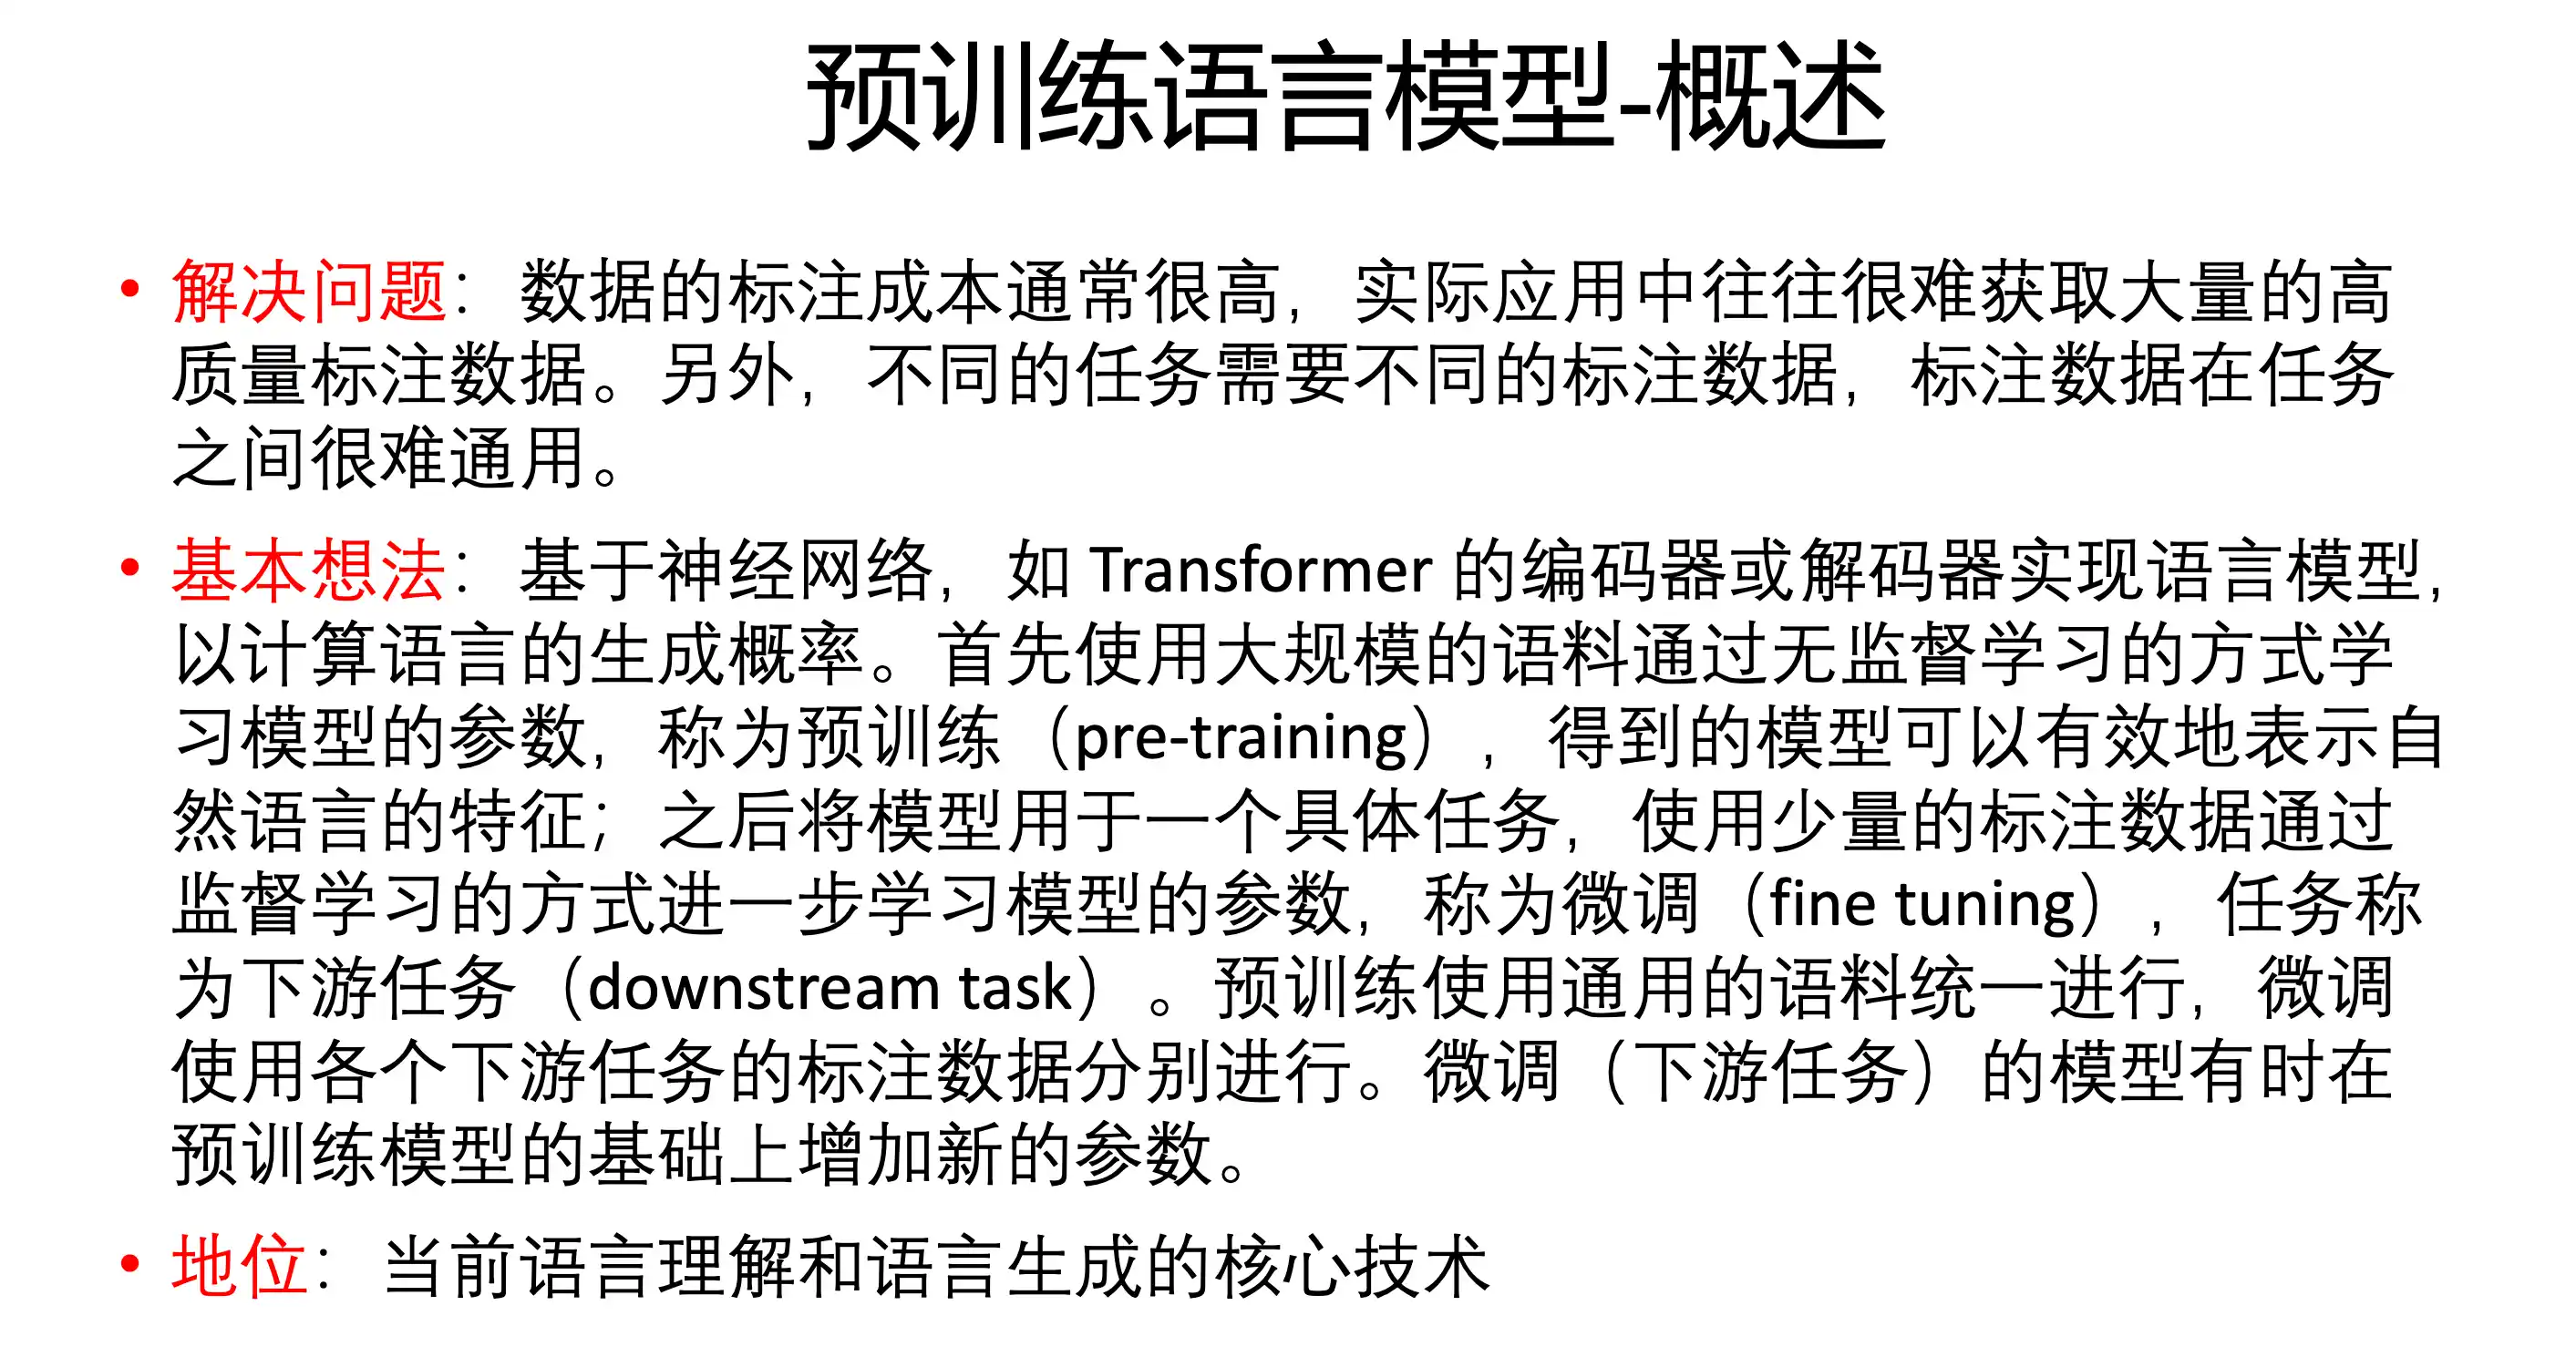 预训练语言模型-概述
• 解决问题：数据的标注成本通常很高，实际应用中往往很难获取大量的高
质量标注数据。另外，不同的任务需要不同的标注数据，标注数据在任务
之间很难通用。
• 基本想法：基于神经网络，如 Transformer 的编码器或解码器实现语言模型，
以计算语言的生成概率。首先使用大规模的语料通过无监督学习的方式学
习模型的参数，称为预训练（pre-training），得到的模型可以有效地表示自
然语言的特征；之后将模型用于一个具体任务，使用少量的标注数据通过
监督学习的方式进一步学习模型的参数，称为微调（fine tuning），任务称
为下游任务（downstream task）。预训练使用通用的语料统一进行，微调
使用各个下游任务的标注数据分别进行。微调（下游任务）的模型有时在
预训练模型的基础上增加新的参数。
• 地位：当前语言理解和语言生成的核心技术